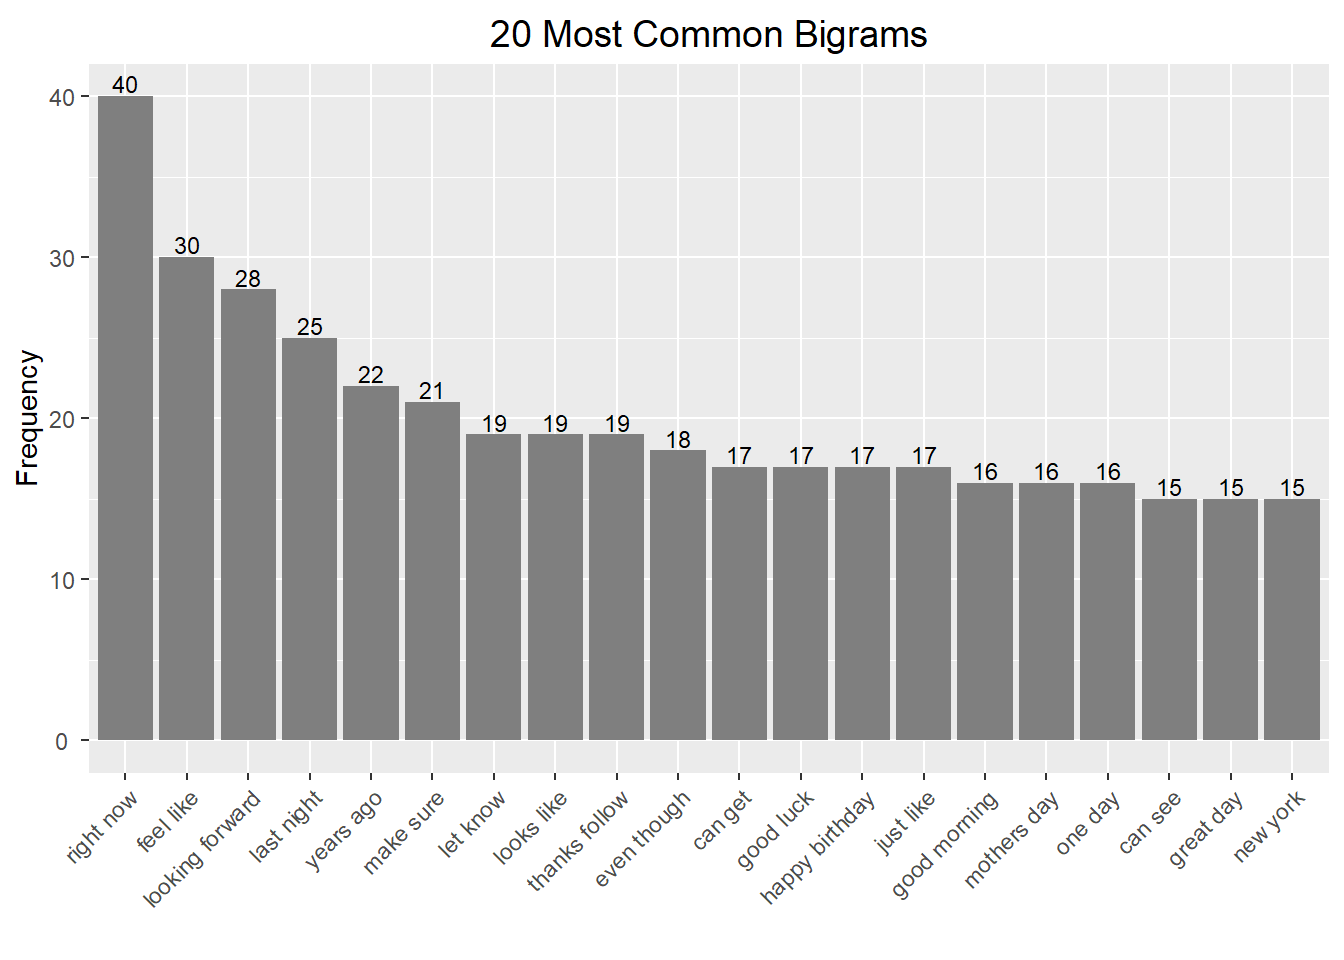 20 Most Common Bigrams
Frequency
40
30
20
10
0
40
30
28
25
22
21
19
19
19
18
17
17
17
17
16
16
16
15
15
15
right now
feel like
looking forward
last night
years ago
make sure
let know
looks like
thanks follow
even though
can get
good luck
happy birthday
just like
good morning
mothers day
one day
can see
great day
new york